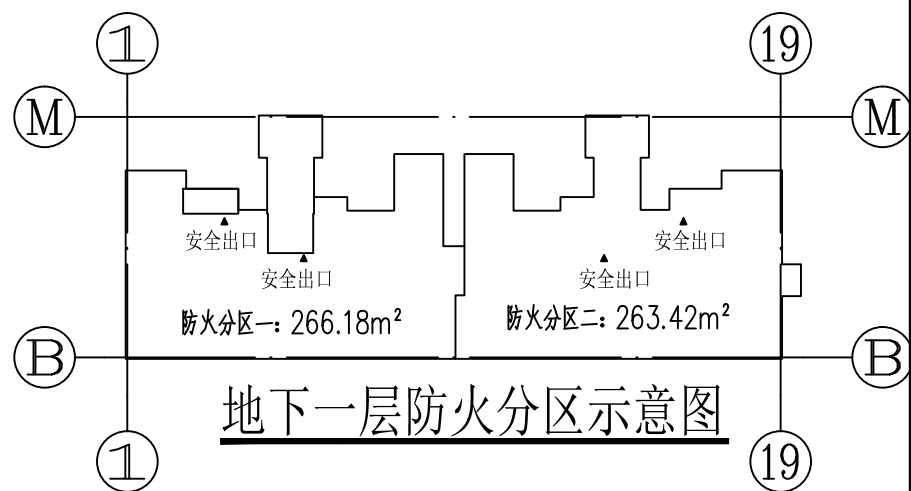 1 19
M M
安全出口 安全出口
安全出口 安全出口
防火分区一：266.18m² 防火分区二：263.42m²
B B
地下一层防火分区示意图
1 19